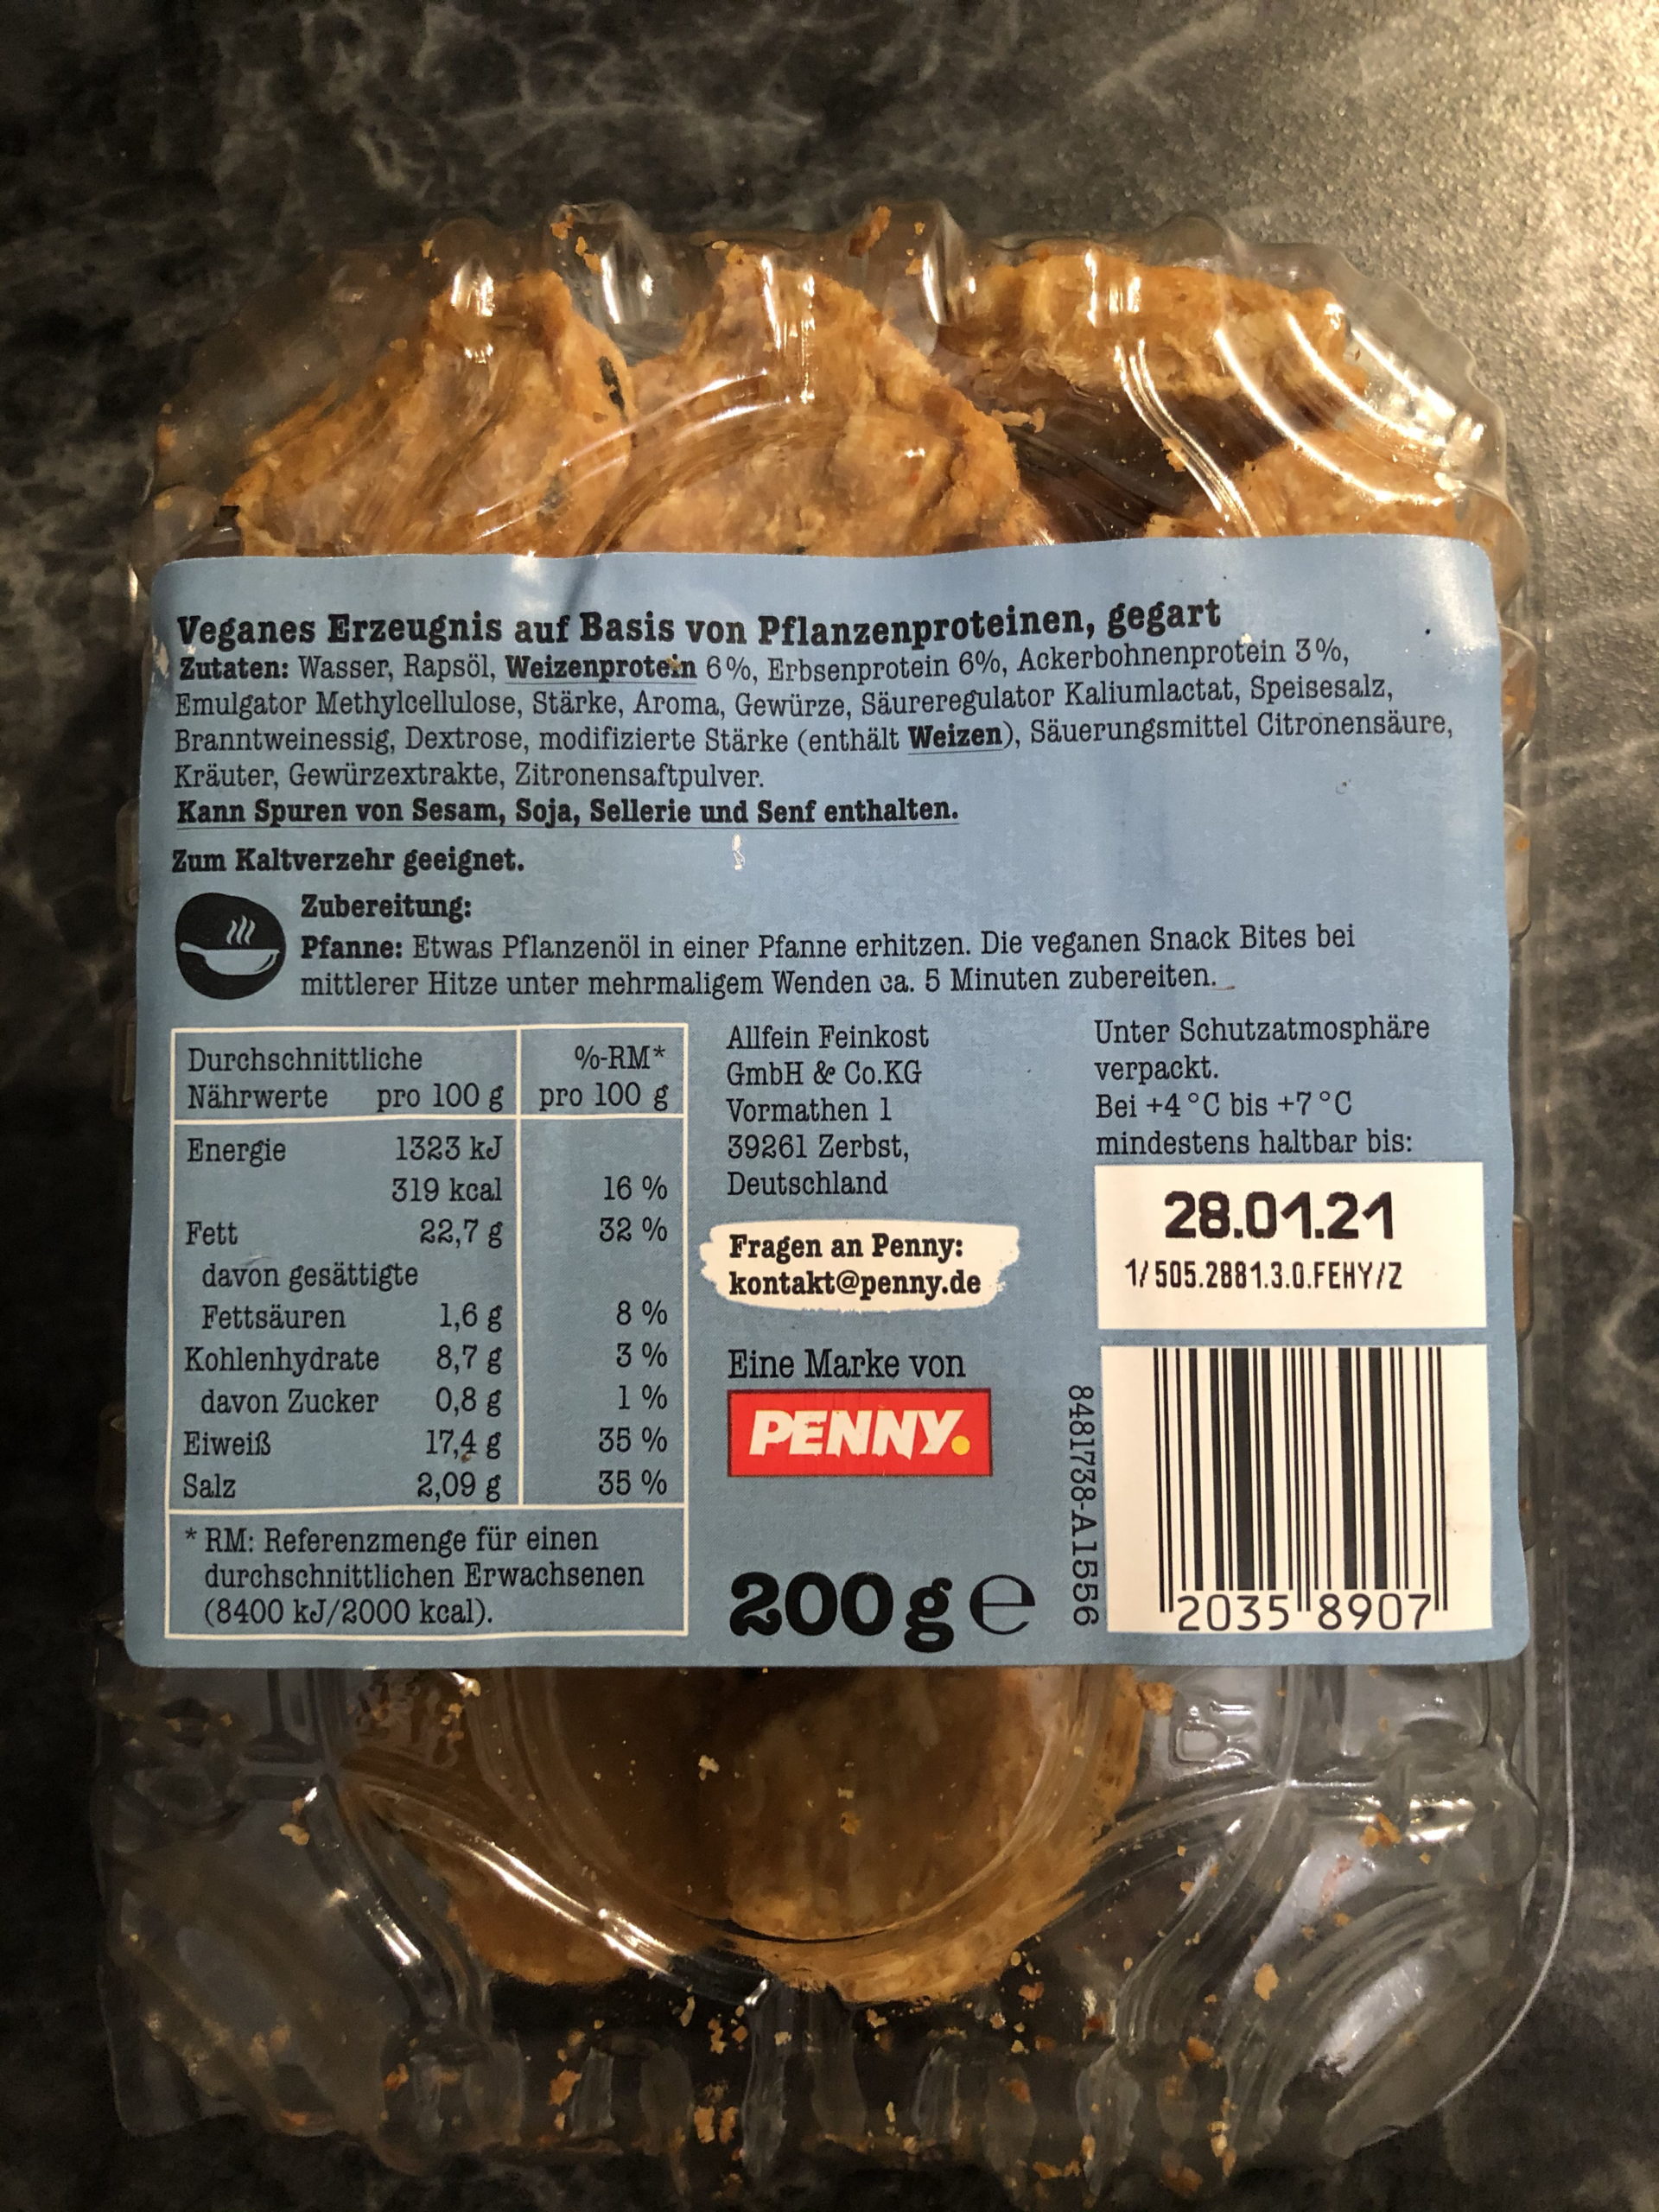 Veganes Erzeugnis auf Basis von Pflanzenproteinen, gegart
Zutaten: Wasser, Rapsöl, Weizenprotein 6%, Erbsenprotein 6%, Ackerbohnenprotein 3%,
Emulgator Methylcellulose, Stärke, Aroma, Gewürze, Säureregulator Kaliumlactat, Speisesalz,
Branntweinessig, Dextrose, modifizierte Stärke (enthält Weizen), Säuerungsmittel Citronensäure,
Kräuter, Gewürzextrakte, Zitronensaftpulver.
Kann Spuren von Sesam, Soja, Sellerie und Senf enthalten.
Zum Kaltverzehr geeignet.
Zubereitung:
Pfanne: Etwas Pflanzenöl in einer Pfanne erhitzen. Die veganen Snack Bites bei
mittlerer Hitze unter mehrmaligem Wenden ca. 5 Minuten zubereiten.
Durchschnittliche %-RM*
Nährwerte pro 100 g pro 100 g
Energie 1323 kJ
319 kcal 16 %
Fett 22,7 g 32 %
davon gesättigte
Fettsäuren 1,6 g 8 %
Kohlenhydrate 8,7 g 3 %
davon Zucker 0,8 g 1 %
Eiweiß 17,4 g 35 %
Salz 2,09 g 35 %
* RM: Referenzmenge für einen
durchschnittlichen Erwachsenen
(8400 kJ/2000 kcal).
Allfein Feinkost
GmbH & Co.KG
Vormathen 1
39261 Zerbst,
Deutschland
Fragen an Penny:
kontakt@penny.de
Eine Marke von
PENNY.
200 g e
Unter Schutzatmosphäre
verpackt.
Bei +4 °C bis +7 °C
mindestens haltbar bis:
28.01.21
1/ 505.2881.3.0.FEHY/Z
8481738-A1556
2035 8907